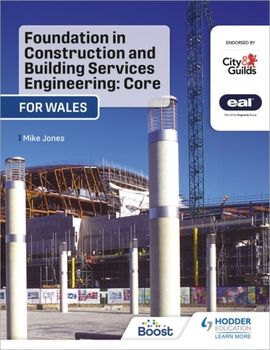 Foundation in
Construction and
Building Services
Engineering: Core
FOR WALES
Mike Jones
ENDORSED BY
City&
Guilds
eal
Boost
HODDER
EDUCATION
LEARN MORE